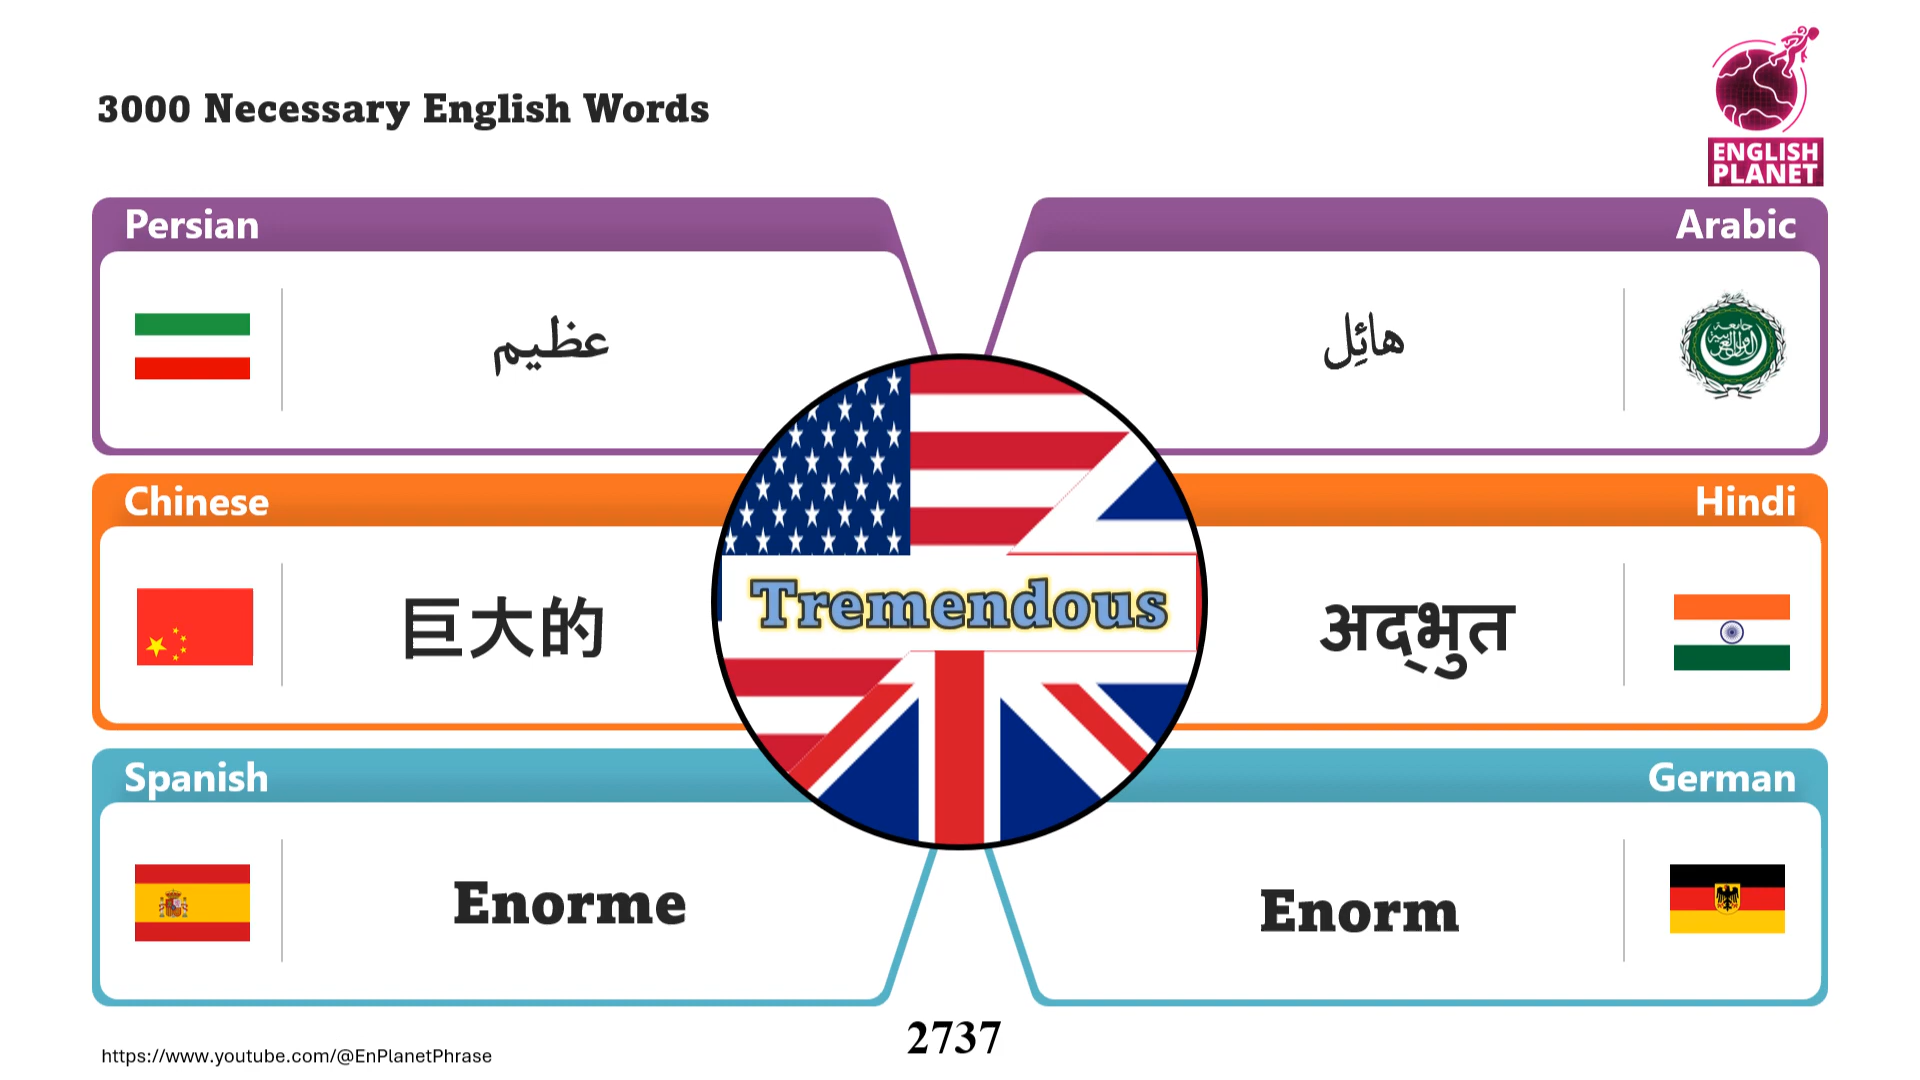 3000 Necessary English Words
ENGLISH
PLANET
Persian
عظیم
Arabic
هائِل
Chinese
巨大的
Hindi
अद्भुत
Tremendous
Spanish
Enorme
German
Enorm
2737
https://www.youtube.com/@EnPlanetPhrase